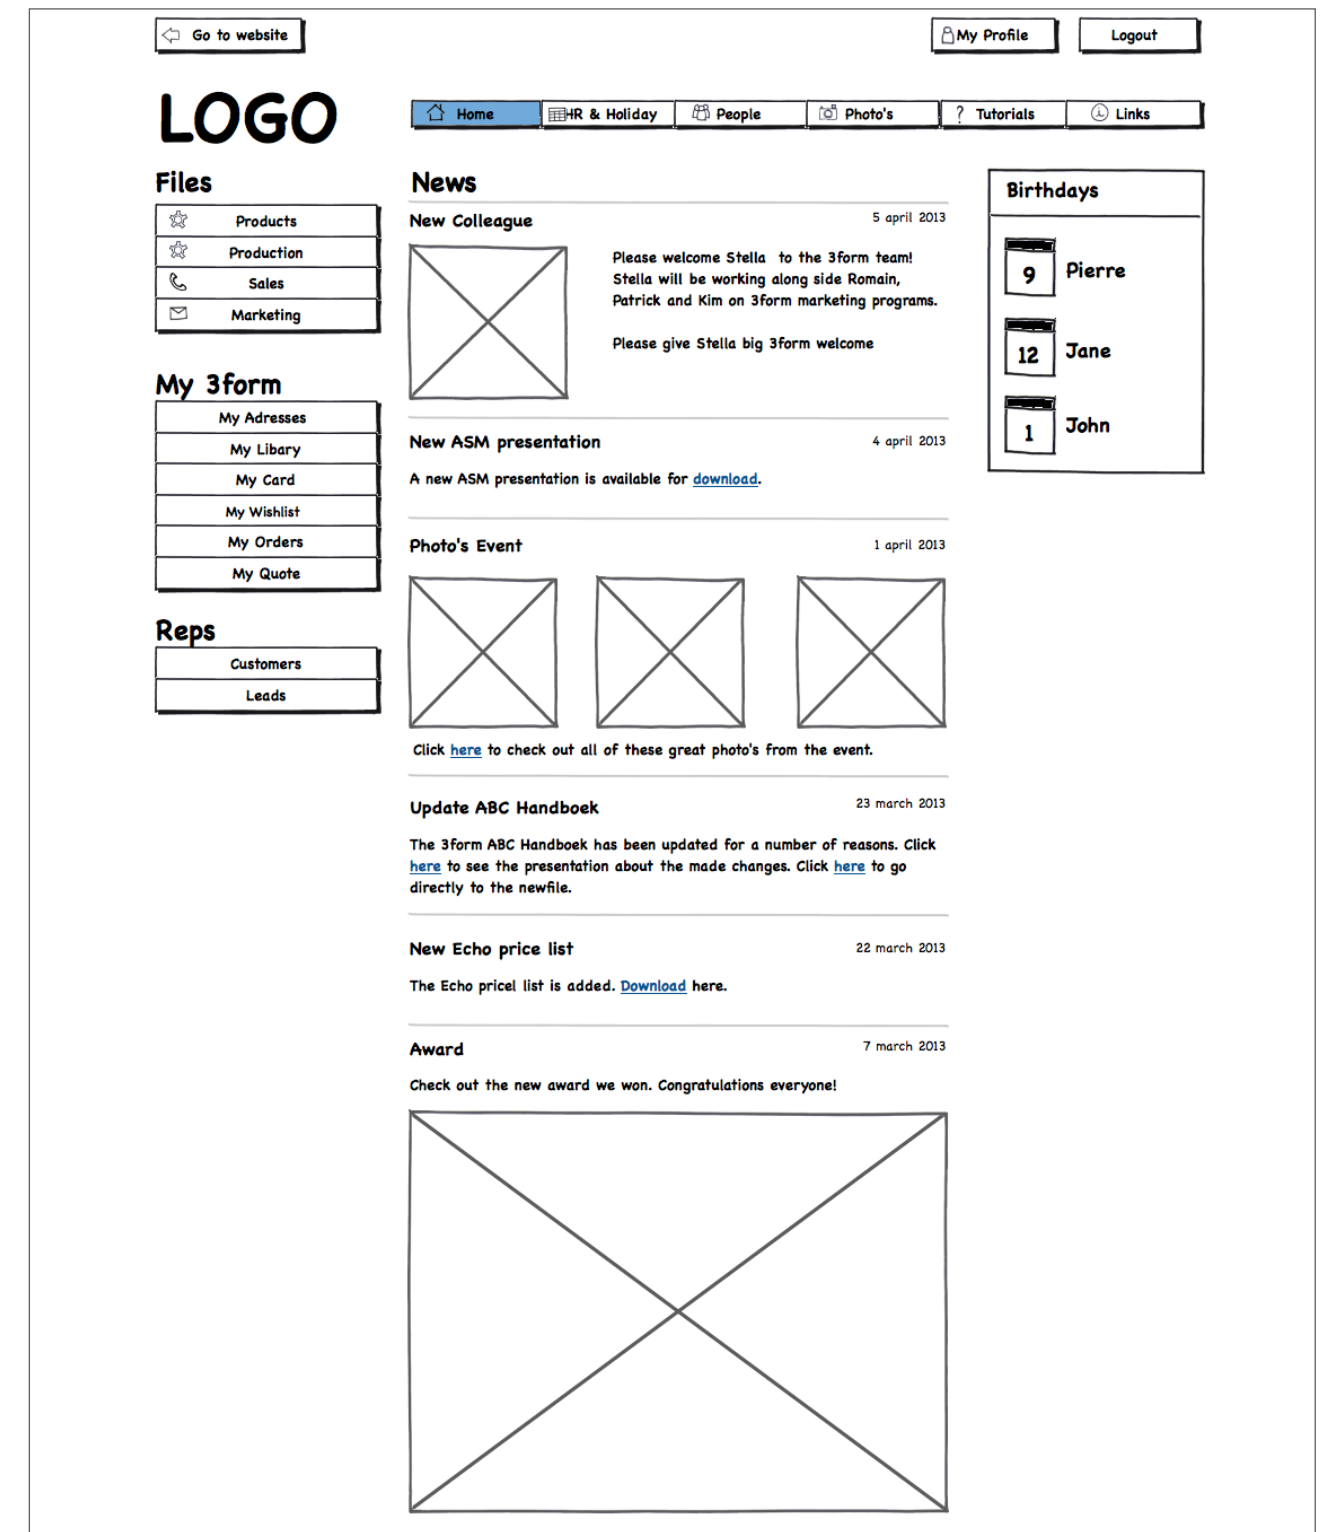 Go to website
My Profile
Logout
LOGO
Home
HR & Holiday
People
Photo's
Tutorials
Links
Files
Products
Production
Sales
Marketing
My 3form
My Adresses
My Libary
My Card
My Wishlist
My Orders
My Quote
Reps
Customers
Leads
News
New Colleague
5 april 2013
Please welcome Stella to the 3form team!
Stella will be working along side Romain,
Patrick and Kim on 3form marketing programs.
Please give Stella big 3form welcome
New ASM presentation
4 april 2013
A new ASM presentation is available for download.
Photo's Event
1 april 2013
Click here to check out all of these great photo's from the event.
Update ABC Handboek
23 march 2013
The 3form ABC Handboek has been updated for a number of reasons. Click
here to see the presentation about the made changes. Click here to go
directly to the newfile.
New Echo price list
22 march 2013
The Echo pricel list is added. Download here.
Award
7 march 2013
Check out the new award we won. Congratulations everyone!
Birthdays
9 Pierre
12 Jane
1 John